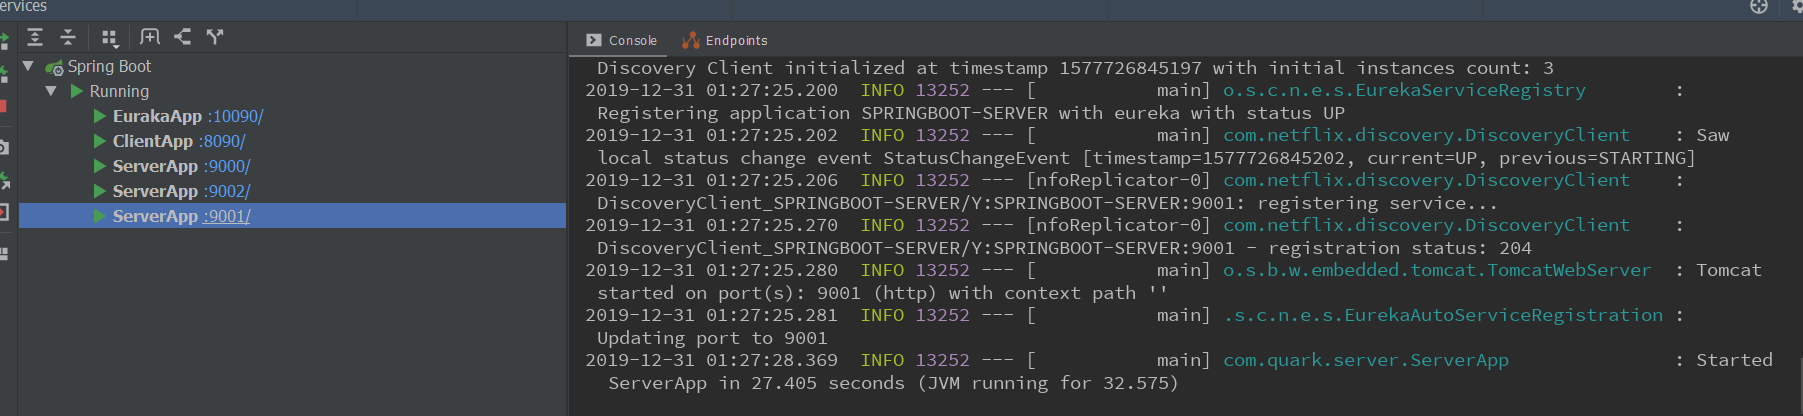 ervices
Spring Boot
Running
EurakaApp :10090/
ClientApp :8090/
ServerApp :9000/
ServerApp :9002/
ServerApp :9001/
Console Endpoints
Discovery Client initialized at timestamp 1577726845197 with initial instances count: 3
2019-12-31 01:27:25.200 INFO 13252 --- [ main] o.s.c.n.e.s.EurekaServiceRegistry :
Registering application SPRINGBOOT-SERVER with eureka with status UP
2019-12-31 01:27:25.202 INFO 13252 --- [ main] com.netflix.discovery.DiscoveryClient : Saw
local status change event StatusChangeEvent [timestamp=1577726845202, current=UP, previous=STARTING]
2019-12-31 01:27:25.206 INFO 13252 --- [nfoReplicator-0] com.netflix.discovery.DiscoveryClient :
DiscoveryClient_SPRINGBOOT-SERVER/Y:SPRINGBOOT-SERVER:9001: registering service...
2019-12-31 01:27:25.270 INFO 13252 --- [nfoReplicator-0] com.netflix.discovery.DiscoveryClient :
DiscoveryClient_SPRINGBOOT-SERVER/Y:SPRINGBOOT-SERVER:9001 - registration status: 204
2019-12-31 01:27:25.280 INFO 13252 --- [ main] o.s.b.w.embedded.tomcat.TomcatWebServer : Tomcat
started on port(s): 9001 (http) with context path ''
2019-12-31 01:27:25.281 INFO 13252 --- [ main] .s.c.n.e.s.EurekaAutoServiceRegistration :
Updating port to 9001
2019-12-31 01:27:28.369 INFO 13252 --- [ main] com.quark.server.ServerApp : Started
ServerApp in 27.405 seconds (JVM running for 32.575)